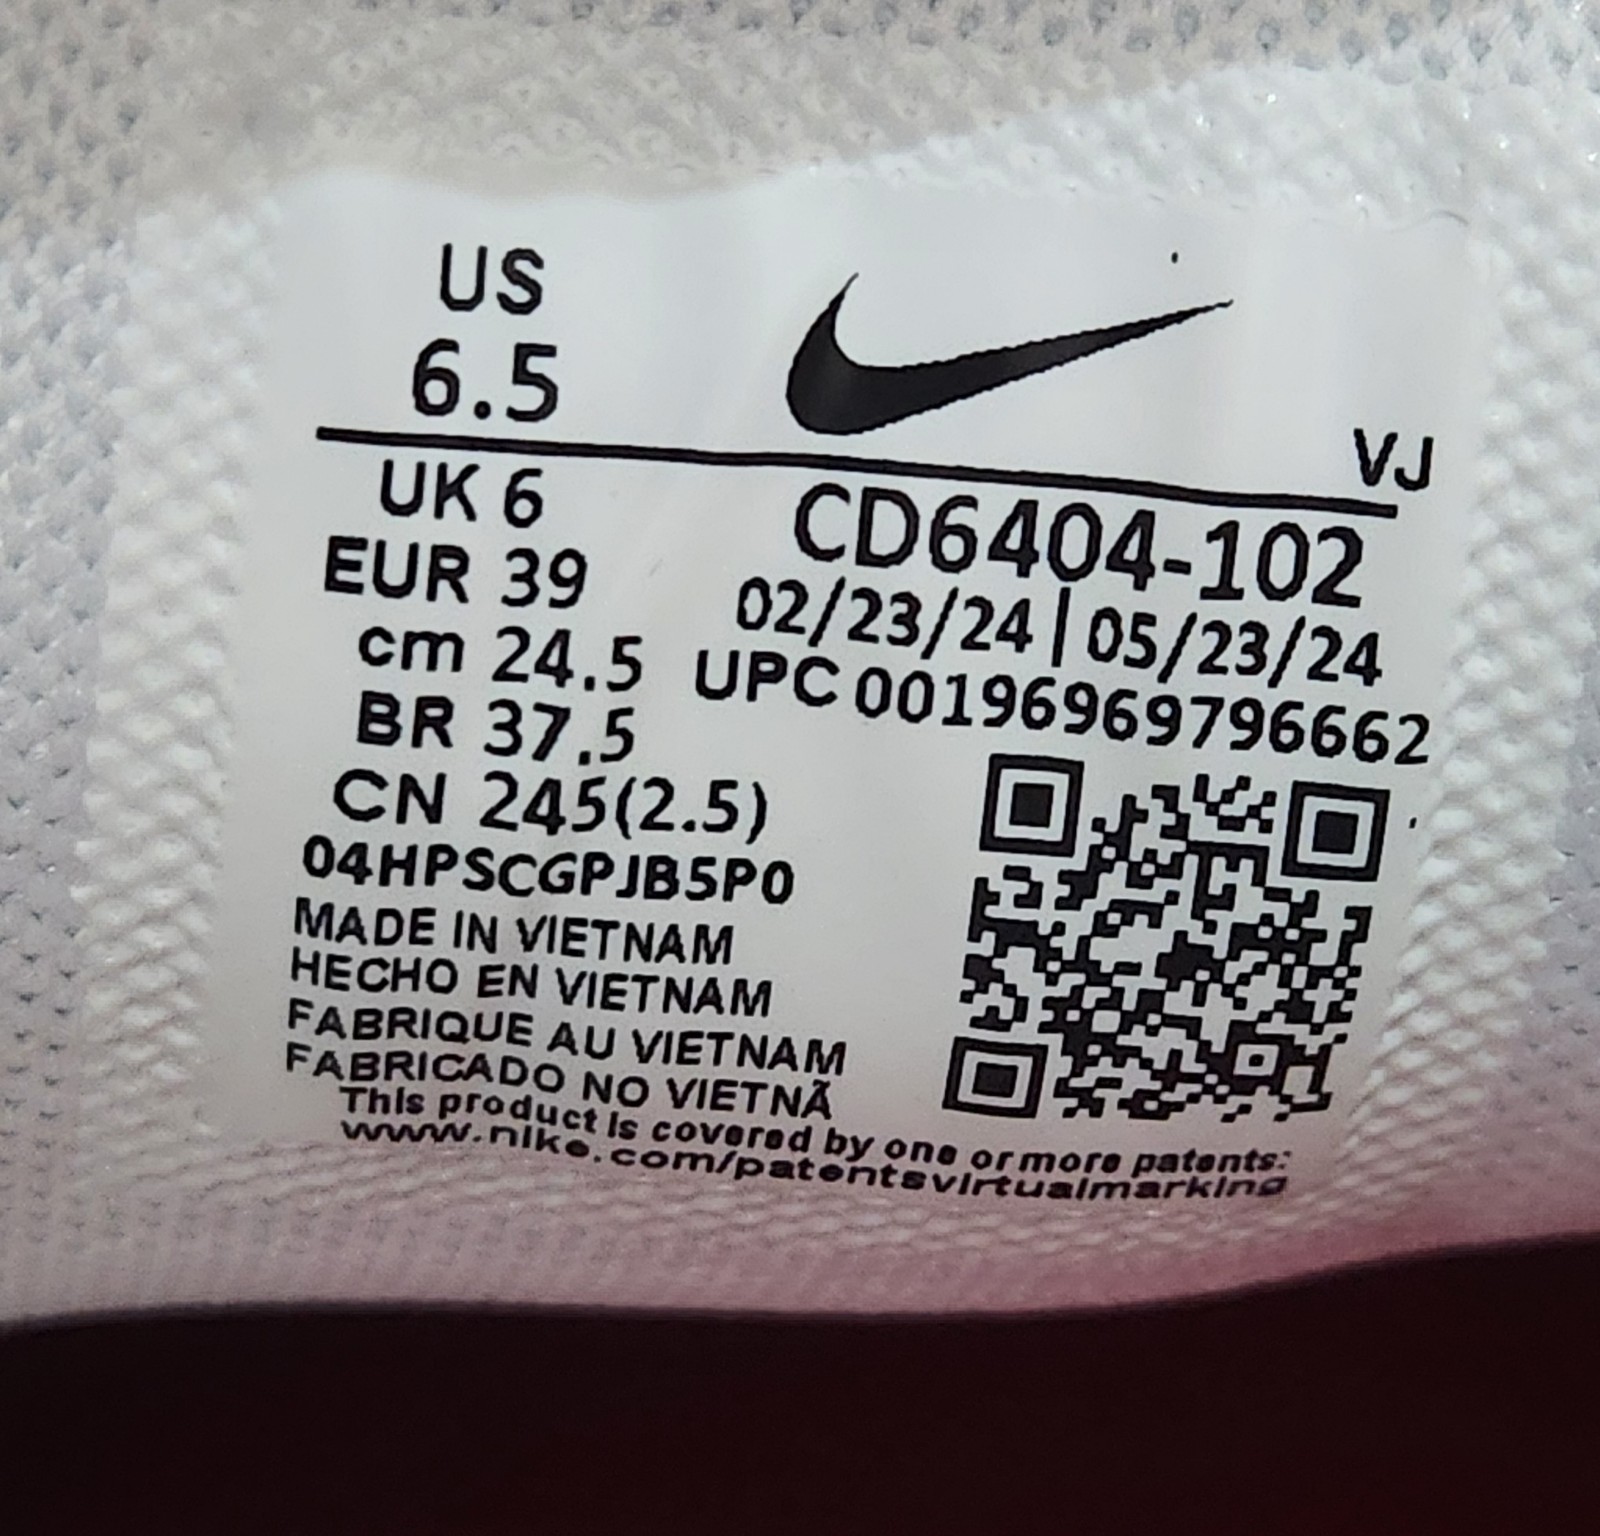 US
6.5
VJ
UK 6
EUR 39
cm 24.5
BR 37.5
CN 245(2.5)
CD6404-102
02/23/24|05/23/24
UPC 00196969796662
04HPSCGPJB5P0
MADE IN VIETNAM
HECHO EN VIETNAM
FABRIQUE AU VIETNAM
FABRICADO NO VIETNÃ
This product is covered by one or more patents:
www.nike.com/patentsvirtualmarking